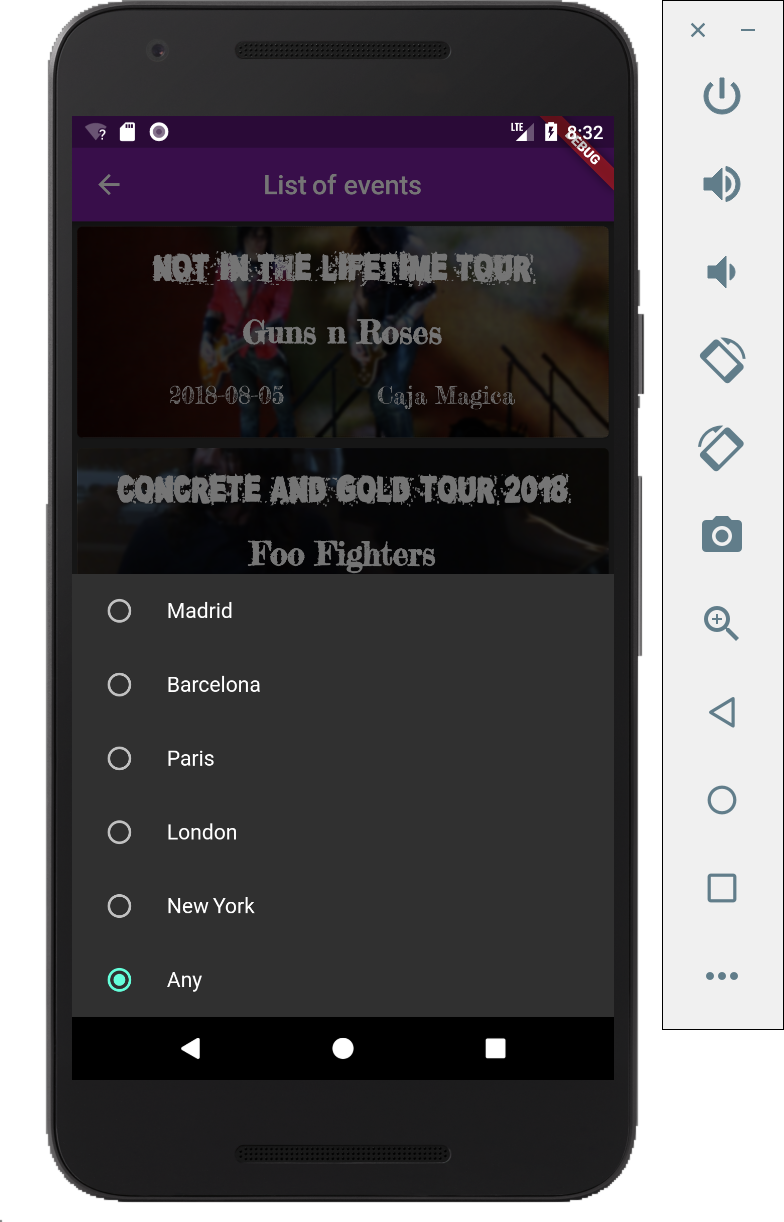 LTE
8:32
DEBUG
List of events
NOT IN THE LIFETIME TOUR
Guns n Roses
2018-08-05 Caja Magica
CONCRETE AND GOLD TOUR 2018
Foo Fighters
Madrid
Barcelona
Paris
London
New York
Any